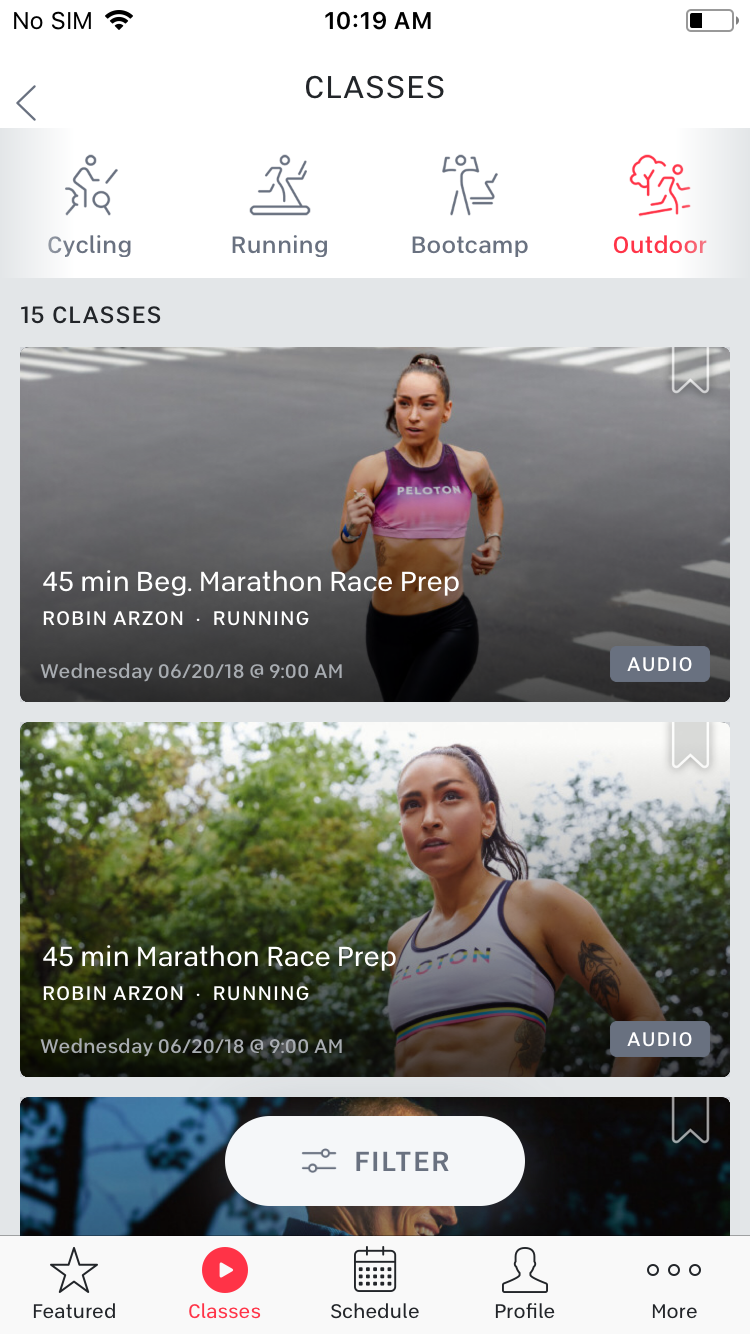 No SIM 10:19 AM
CLASSES
Cycling Running Bootcamp Outdoor
15 CLASSES
PELOTON
45 min Beg. Marathon Race Prep
ROBIN ARZON · RUNNING
Wednesday 06/20/18 @ 9:00 AM AUDIO
PELOTON
45 min Marathon Race Prep
ROBIN ARZON · RUNNING
Wednesday 06/20/18 @ 9:00 AM AUDIO
FILTER
Featured Classes Schedule Profile More